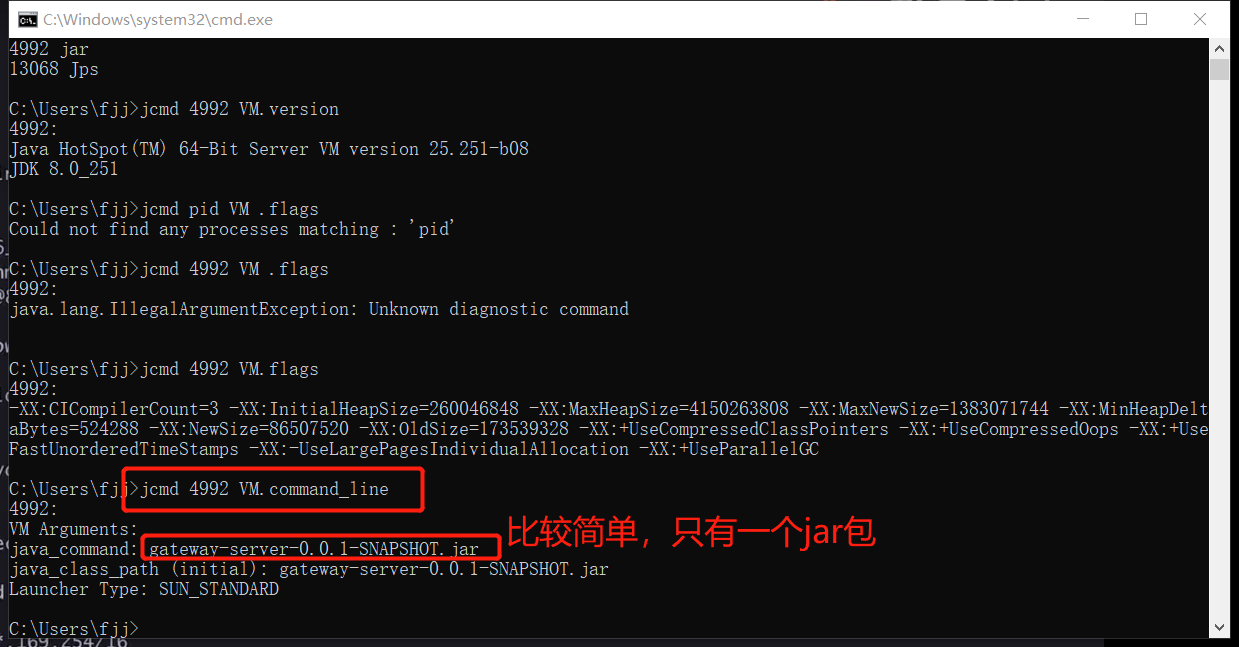 C:\Windows\system32\cmd.exe
4992 jar
13068 Jps
C:\Users\fjj>jcmd 4992 VM.version
4992:
Java HotSpot(TM) 64-Bit Server VM version 25.251-b08
JDK 8.0_251
C:\Users\fjj>jcmd pid VM .flags
Could not find any processes matching : 'pid'
C:\Users\fjj>jcmd 4992 VM .flags
4992:
java.lang.IllegalArgumentException: Unknown diagnostic command
C:\Users\fjj>jcmd 4992 VM.flags
4992:
-XX:CICompilerCount=3 -XX:InitialHeapSize=260046848 -XX:MaxHeapSize=4150263808 -XX:MaxNewSize=1383071744 -XX:MinHeapDelt
aBytes=524288 -XX:NewSize=86507520 -XX:OldSize=173539328 -XX:+UseCompressedClassPointers -XX:+UseCompressedOops -XX:+Use
FastUnorderedTimeStamps -XX:-UseLargePagesIndividualAllocation -XX:+UseParallelGC
C:\Users\fjj>jcmd 4992 VM.command_line
4992:
VM Arguments:
java_command: gateway-server-0.0.1-SNAPSHOT.jar
比较简单，只有一个jar包
java_class_path (initial): gateway-server-0.0.1-SNAPSHOT.jar
Launcher Type: SUN_STANDARD
C:\Users\fjj>
.169.254/16